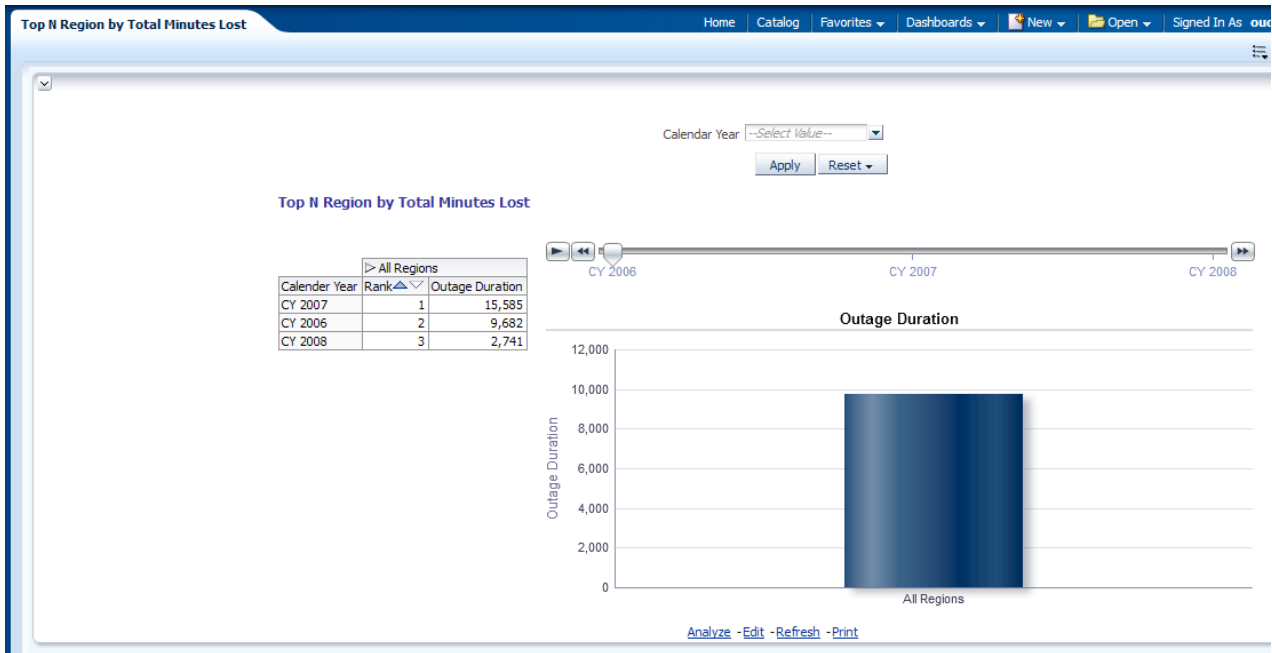 Top N Region by Total Minutes Lost
Home Catalog Favorites Dashboards New Open Signed In As
Calendar Year --Select Value--
Apply Reset
Top N Region by Total Minutes Lost
All Regions
Calender Year Rank Outage Duration
CY 2007 1 15,585
CY 2006 2 9,682
CY 2008 3 2,741
CY 2006 CY 2007 CY 2008
Outage Duration
12,000
10,000
8,000
6,000
4,000
2,000
0
Outage Duration
All Regions
Analyze -Edit -Refresh -Print